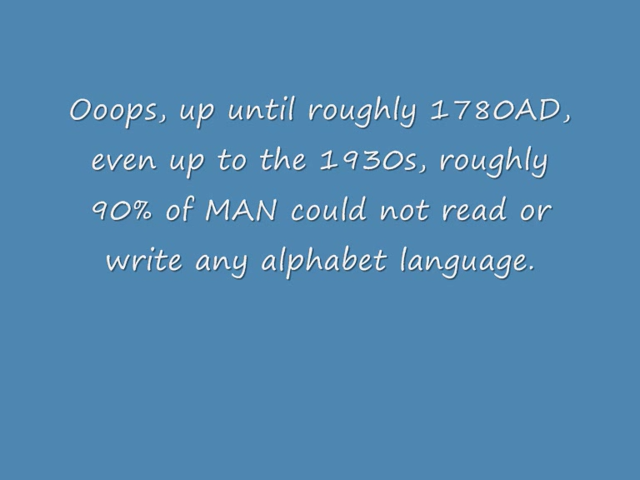 Ooops, up until roughly 1780AD,
even up to the 1930s, roughly
90% of MAN could not read or
write any alphabet language.